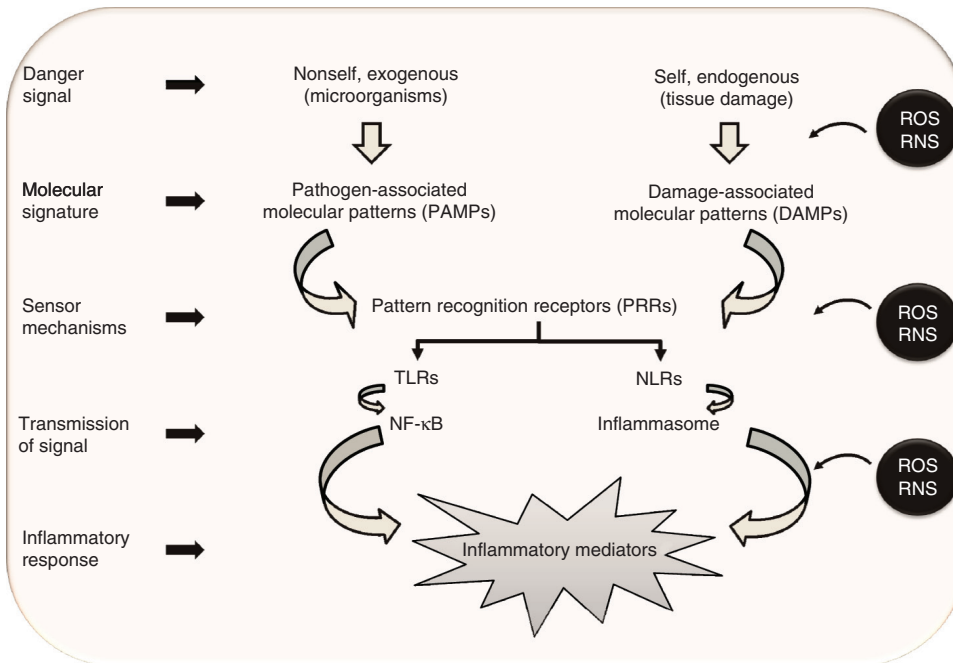 Danger
signal
Nonself, exogenous
(microorganisms)
Self, endogenous
(tissue damage)
ROS
RNS
Molecular
signature
Pathogen-associated
molecular patterns (PAMPs)
Damage-associated
molecular patterns (DAMPs)
Sensor
mechanisms
Pattern recognition receptors (PRRs)
ROS
RNS
TLRs
NLRs
Transmission
of signal
NF-κB
Inflammasome
ROS
RNS
Inflammatory
response
Inflammatory mediators